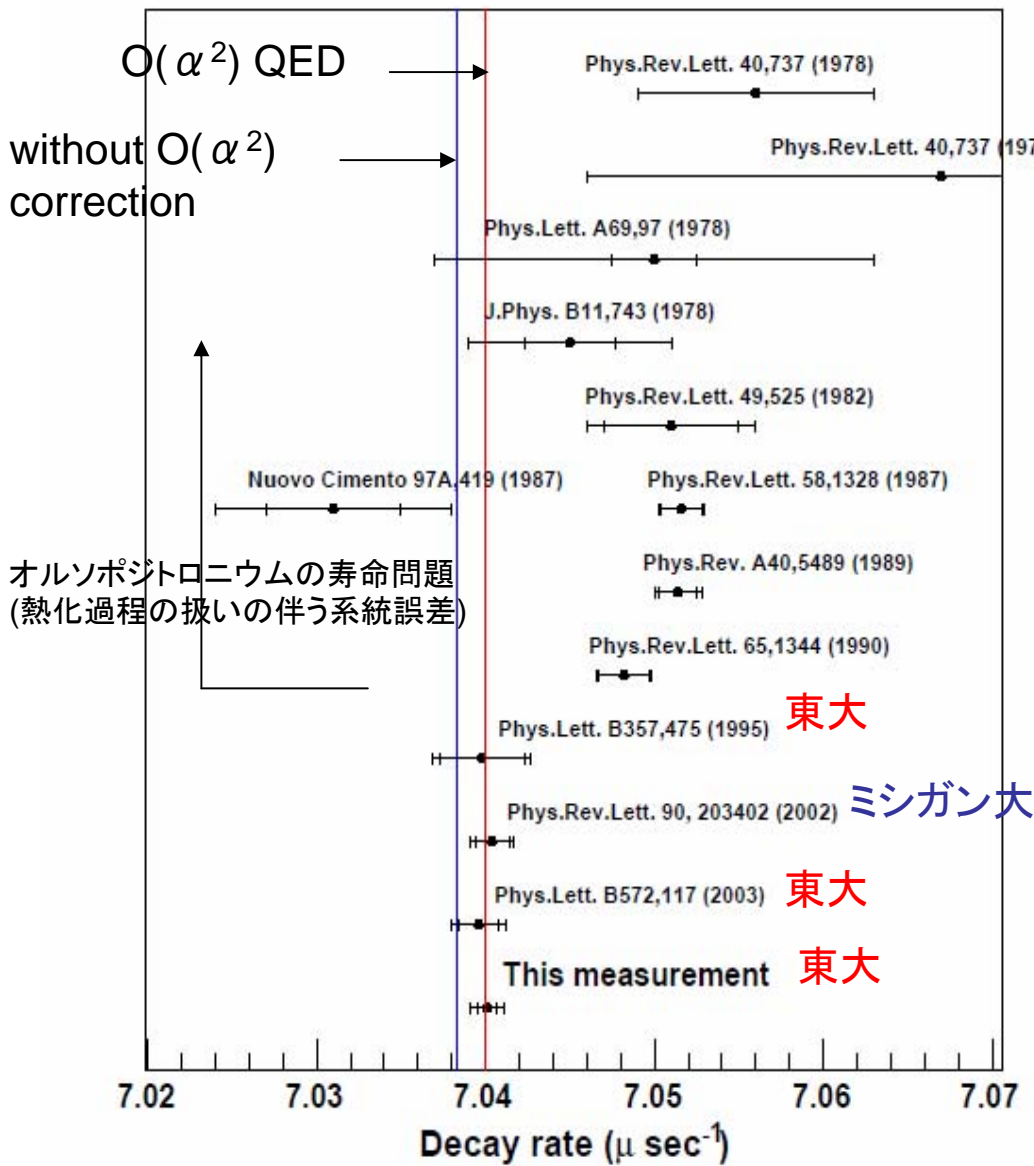 O(α²) QED
Phys.Rev.Lett. 40,737 (1978)
without O(α²)
correction
Phys.Rev.Lett. 40,737 (197
Phys.Lett. A69,97 (1978)
J.Phys. B11,743 (1978)
Phys.Rev.Lett. 49,525 (1982)
Nuovo Cimento 97A,419 (1987)
Phys.Rev.Lett. 58,1328 (1987)
オルソポジトロニウムの寿命問題
(熱化過程の扱いの伴う系統誤差)
Phys.Rev. A40,5489 (1989)
Phys.Rev.Lett. 65,1344 (1990)
Phys.Lett. B357,475 (1995) 東大
Phys.Rev.Lett. 90, 203402 (2002) ミシガン大
Phys.Lett. B572,117 (2003) 東大
This measurement 東大
7.02 7.03 7.04 7.05 7.06 7.07
Decay rate (μ sec⁻¹)